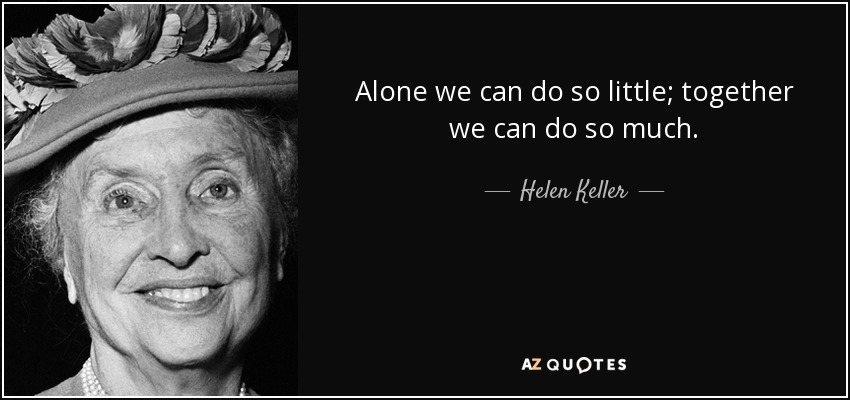 Alone we can do so little; together
we can do so much.
Helen Keller
AZ QUOTES